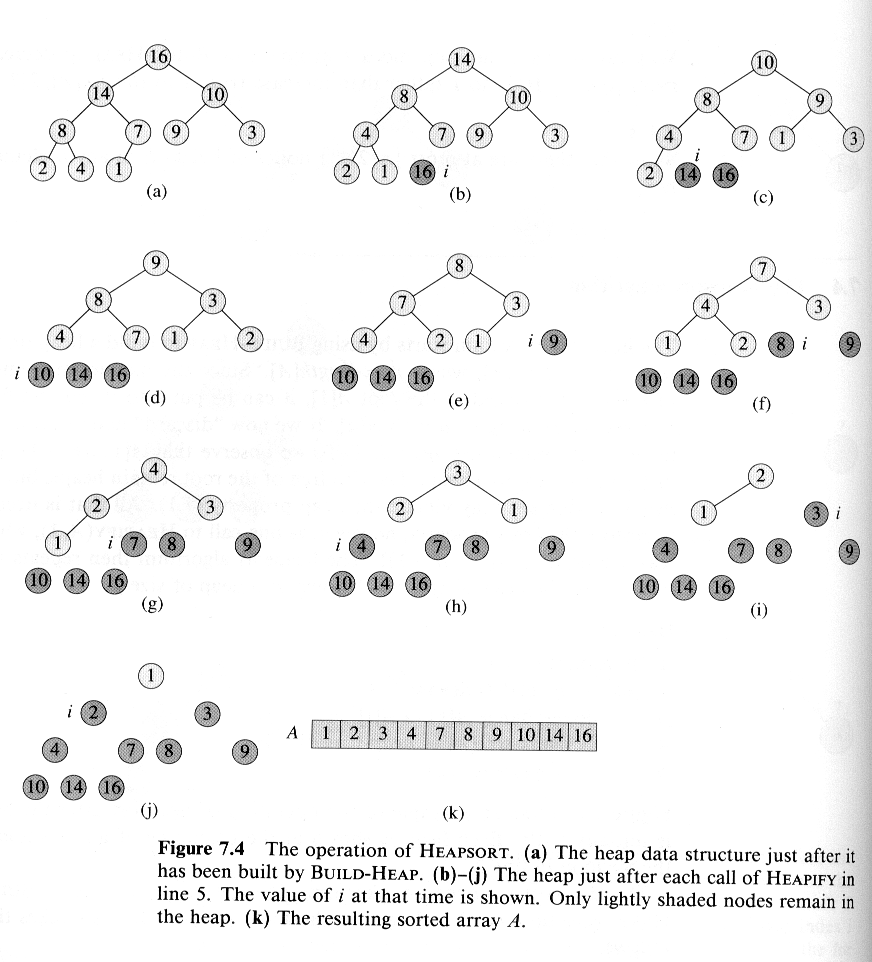 16
14 10
8 7 9 3
2 4 1
(a)
14
8 10
4 7 9 3
2 1 16 i
(b)
10
8 9
4 7 1 3
i
2 14 16
(c)
9
8 3
4 7 1 2
i 10 14 16
(d)
8
7 3
4 2 1 i 9
10 14 16
(e)
7
4 3
1 2 8 i 9
10 14 16
(f)
4
2 3
1 i 7 8 9
10 14 16
(g)
3
2 1
i 4 7 8 9
10 14 16
(h)
2
1 3 i
4 7 8 9
10 14 16
(i)
1
i 2 3
4 7 8 9
10 14 16
(j)
A 1 2 3 4 7 8 9 10 14 16
(k)
Figure 7.4 The operation of HEAPSORT. (a) The heap data structure just after it
has been built by BUILD-HEAP. (b)–(j) The heap just after each call of HEAPIFY in
line 5. The value of i at that time is shown. Only lightly shaded nodes remain in
the heap. (k) The resulting sorted array A.